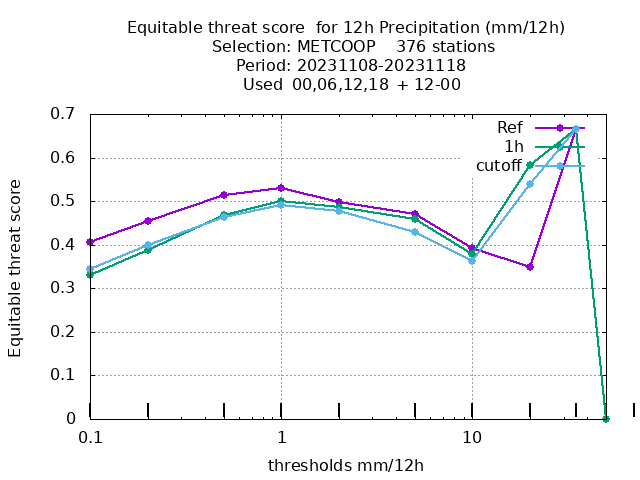 Equitable threat score  for 12h Precipitation (mm/12h)
Selection: METCOOP    376 stations
Period: 20231108-20231118
Used  00,06,12,18  + 12-00
Equitable threat score
0.7
0.6
0.5
0.4
0.3
0.2
0.1
0
Ref
1h
cutoff
0.1
1
10
thresholds mm/12h